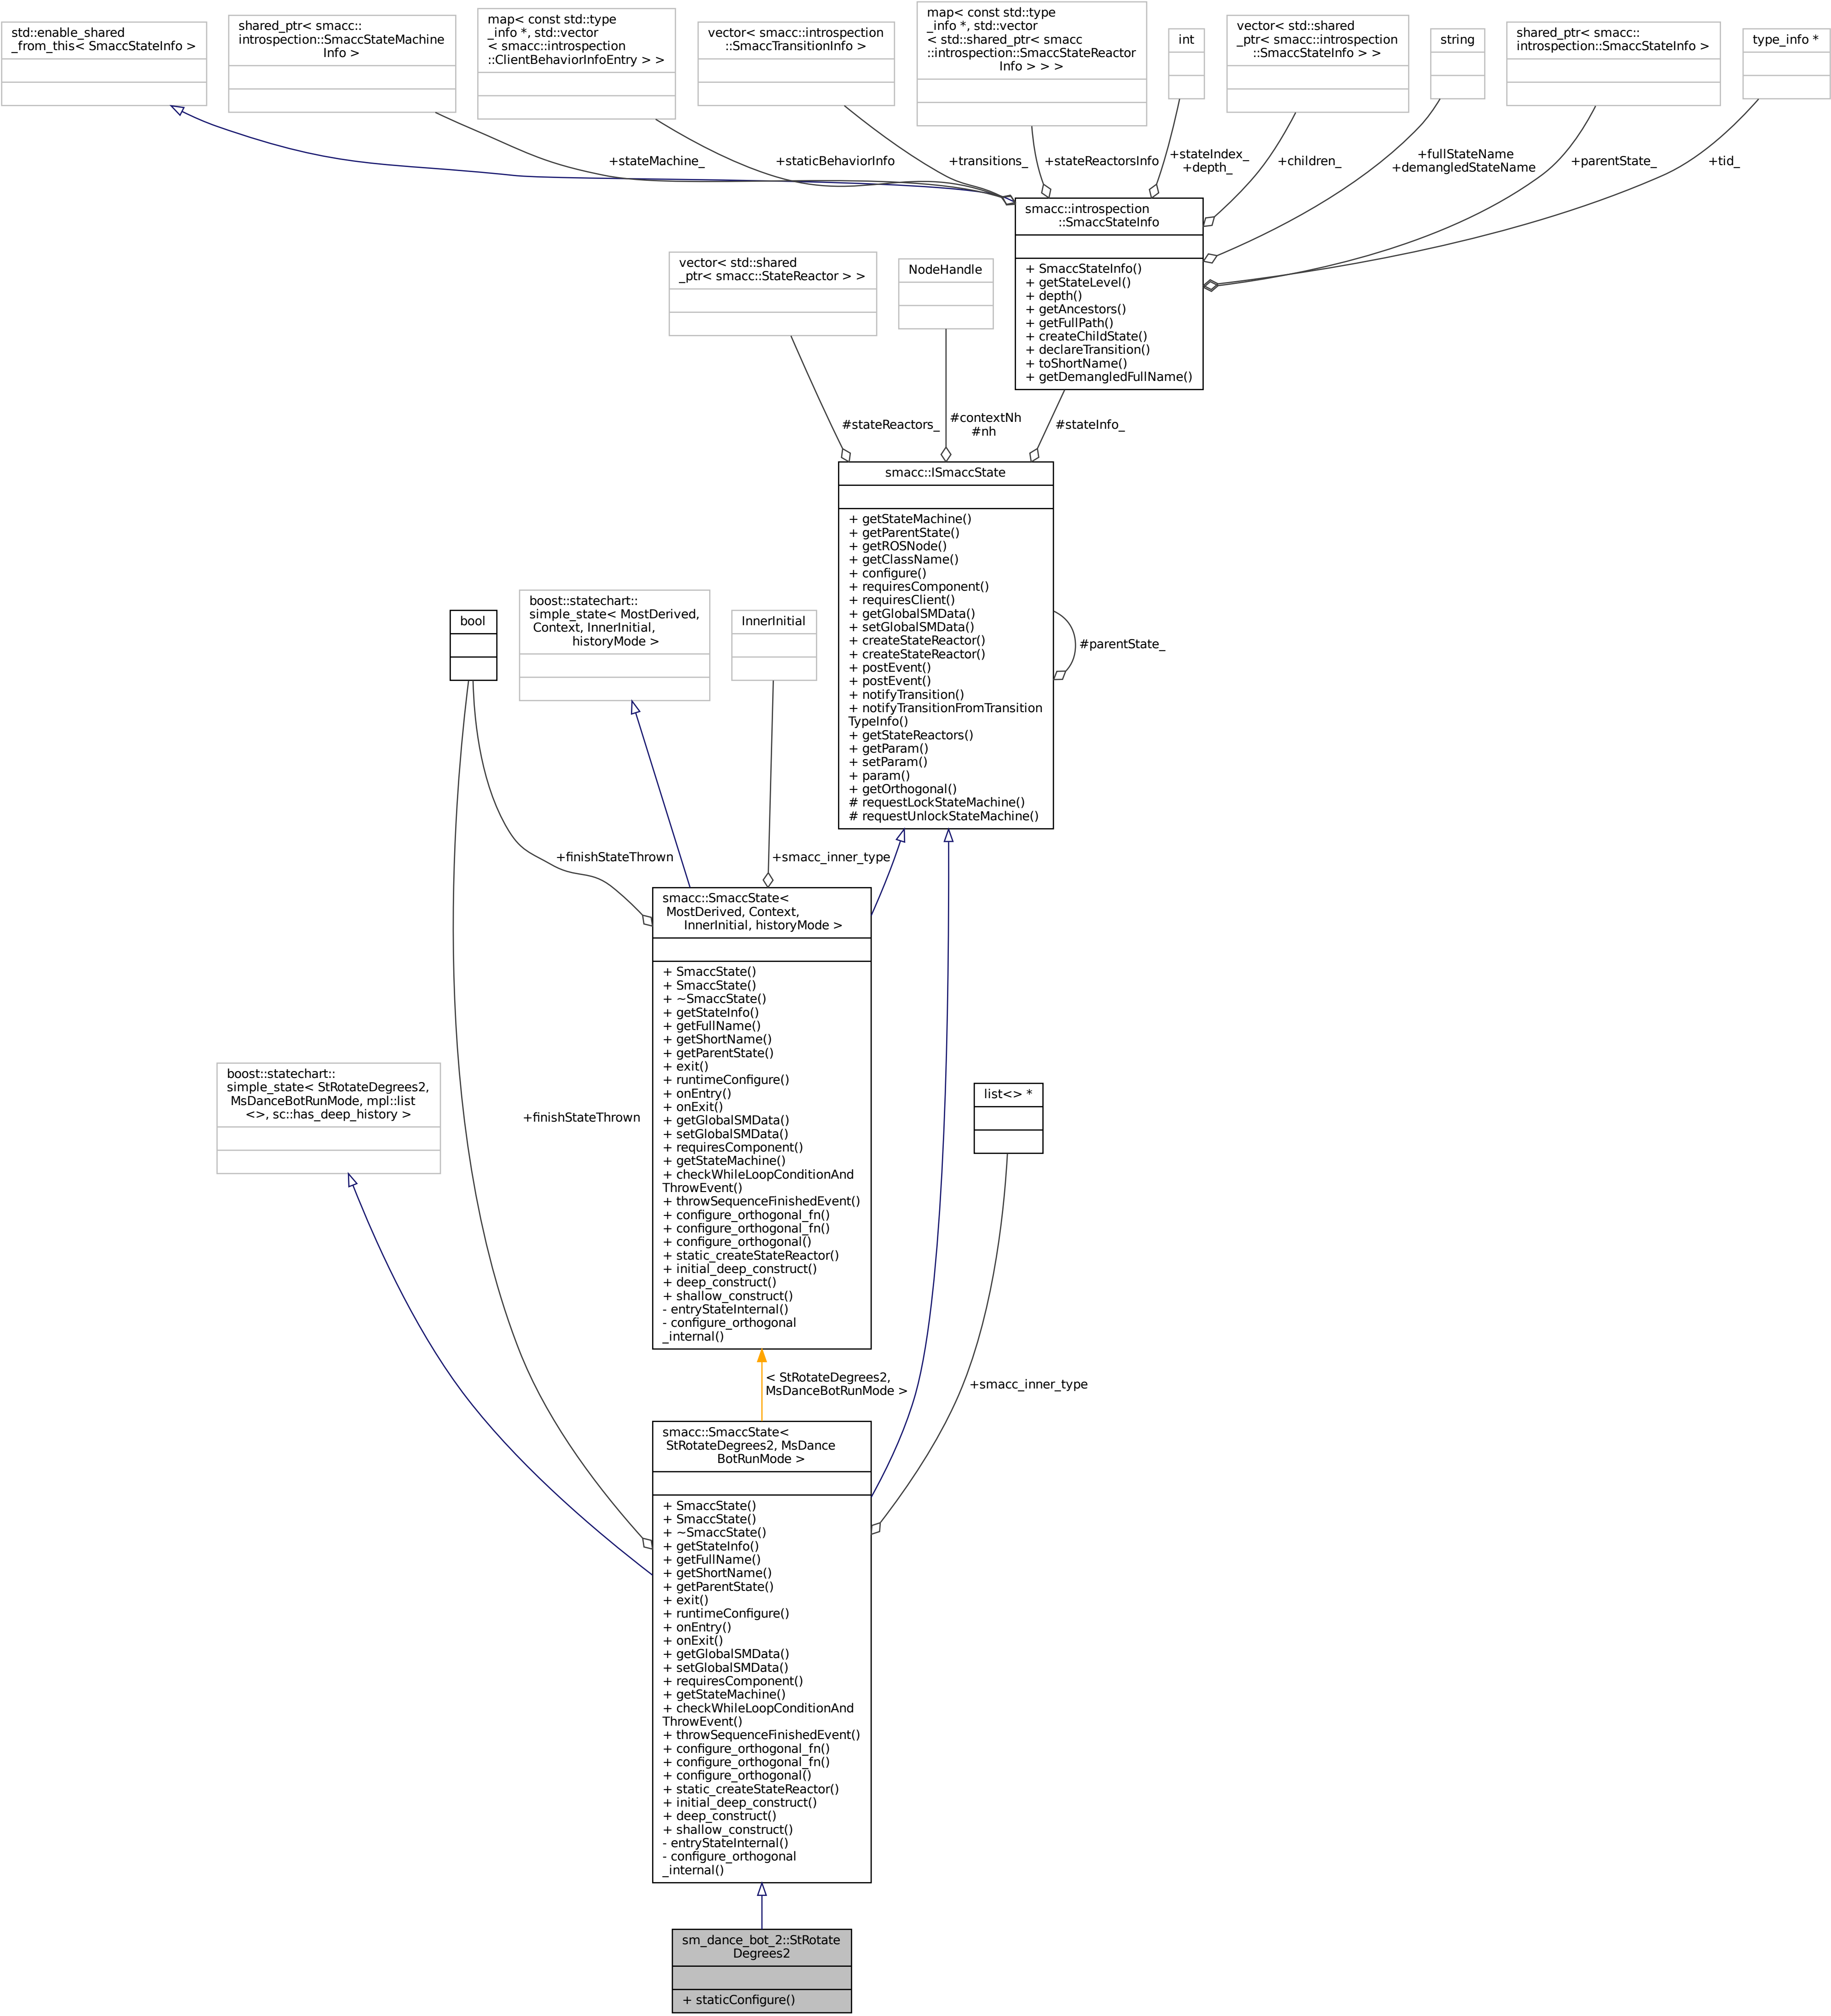 std::enable_shared
_from_this< SmaccStateInfo >
shared_ptr< smacc::
introspection::SmaccStateMachine
Info >
map< const std::type
_info *, std::vector
< smacc::introspection
::ClientBehaviorInfoEntry > >
vector< smacc::introspection
::SmaccTransitionInfo >
map< const std::type
_info *, std::vector
< std::shared_ptr< smacc
::introspection::SmaccStateReactor
Info > > >
int
vector< std::shared
_ptr< smacc::introspection
::SmaccStateInfo > >
string
shared_ptr< smacc::
introspection::SmaccStateInfo >
type_info *
+stateMachine_
+staticBehaviorInfo
+transitions_
+stateReactorsInfo
+stateIndex_
+depth_
+children_
+fullStateName
+demangledStateName
+parentState_
+tid_
smacc::introspection
::SmaccStateInfo
+ SmaccStateInfo()
+ getStateLevel()
+ depth()
+ getAncestors()
+ getFullPath()
+ createChildState()
+ declareTransition()
+ toShortName()
+ getDemangledFullName()
vector< std::shared
_ptr< smacc::StateReactor > >
NodeHandle
#stateReactors_
#contextNh
#nh
#stateInfo_
smacc::ISmaccState
+ getStateMachine()
+ getParentState()
+ getROSNode()
+ getClassName()
+ configure()
+ requiresComponent()
+ requiresClient()
+ getGlobalSMData()
+ setGlobalSMData()
+ createStateReactor()
+ createStateReactor()
+ postEvent()
+ postEvent()
+ notifyTransition()
+ notifyTransitionFromTransition
TypeInfo()
+ getStateReactors()
+ getParam()
+ setParam()
+ param()
+ getOrthogonal()
# requestLockStateMachine()
# requestUnlockStateMachine()
#parentState_
bool
boost::statechart::
simple_state< MostDerived,
Context, InnerInitial,
historyMode >
InnerInitial
+finishStateThrown
+smacc_inner_type
smacc::SmaccState<
MostDerived, Context,
InnerInitial, historyMode >
+ SmaccState()
+ SmaccState()
+ ~SmaccState()
+ getStateInfo()
+ getFullName()
+ getShortName()
+ getParentState()
+ exit()
+ runtimeConfigure()
+ onEntry()
+ onExit()
+ getGlobalSMData()
+ setGlobalSMData()
+ requiresComponent()
+ getStateMachine()
+ checkWhileLoopConditionAnd
ThrowEvent()
+ throwSequenceFinishedEvent()
+ configure_orthogonal_fn()
+ configure_orthogonal_fn()
+ configure_orthogonal()
+ static_createStateReactor()
+ initial_deep_construct()
+ deep_construct()
+ shallow_construct()
- entryStateInternal()
- configure_orthogonal
_internal()
boost::statechart::
simple_state< StRotateDegrees2,
MsDanceBotRunMode, mpl::list
<>, sc::has_deep_history >
+finishStateThrown
list<> *
< StRotateDegrees2,
MsDanceBotRunMode >
+smacc_inner_type
smacc::SmaccState<
StRotateDegrees2, MsDance
BotRunMode >
+ SmaccState()
+ SmaccState()
+ ~SmaccState()
+ getStateInfo()
+ getFullName()
+ getShortName()
+ getParentState()
+ exit()
+ runtimeConfigure()
+ onEntry()
+ onExit()
+ getGlobalSMData()
+ setGlobalSMData()
+ requiresComponent()
+ getStateMachine()
+ checkWhileLoopConditionAnd
ThrowEvent()
+ throwSequenceFinishedEvent()
+ configure_orthogonal_fn()
+ configure_orthogonal_fn()
+ configure_orthogonal()
+ static_createStateReactor()
+ initial_deep_construct()
+ deep_construct()
+ shallow_construct()
- entryStateInternal()
- configure_orthogonal
_internal()
sm_dance_bot_2::StRotate
Degrees2
+ staticConfigure()